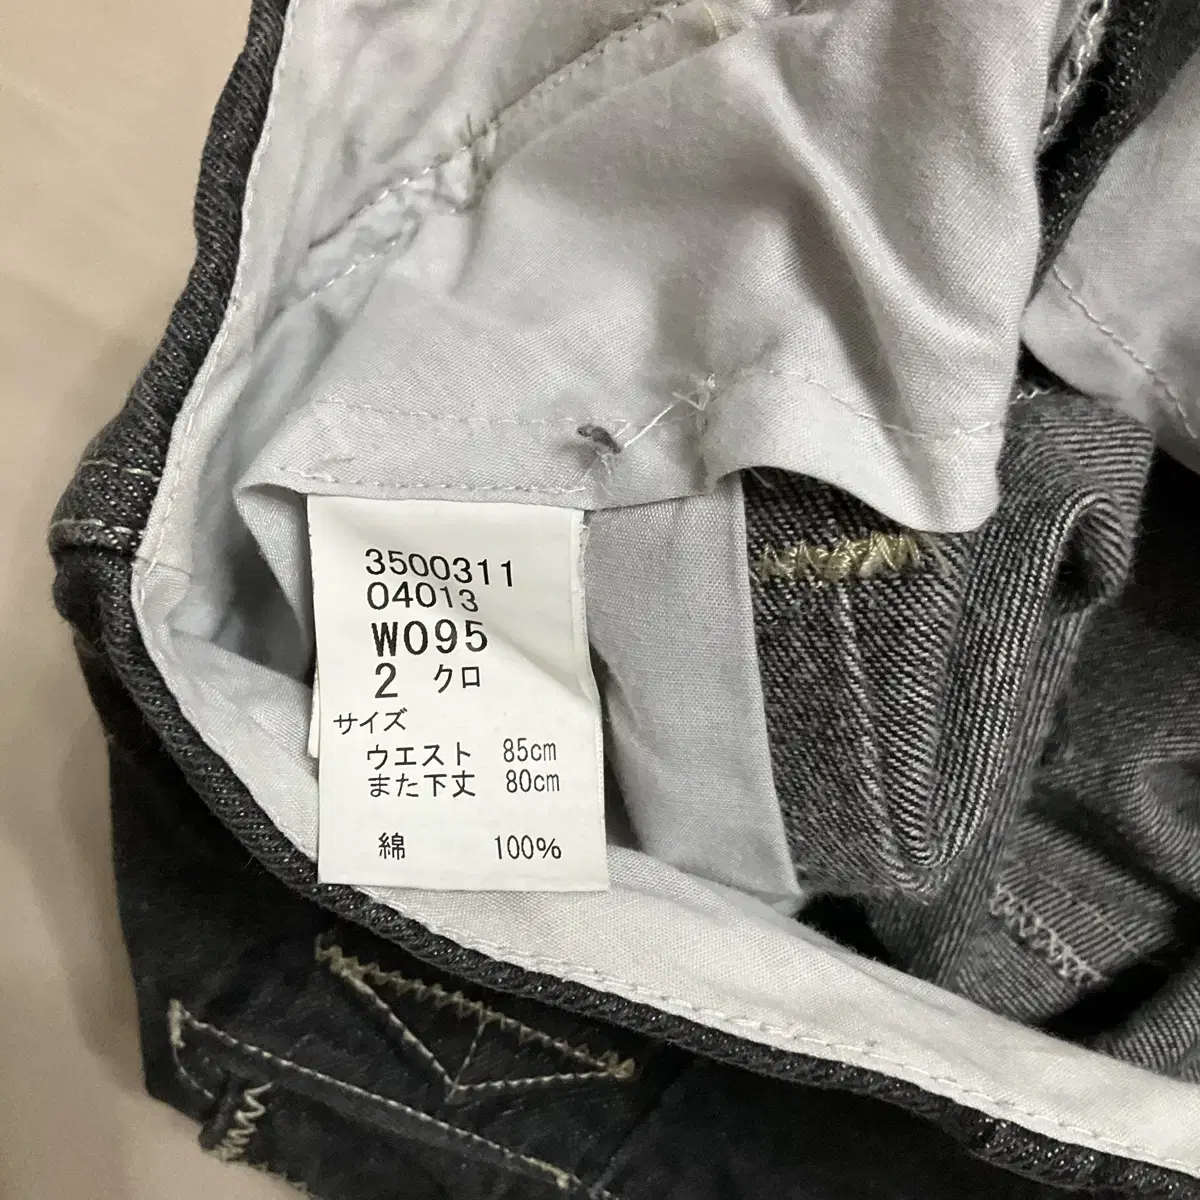 3500311
04013
W095
2 クロ
サイズ
ウエスト 85cm
また下丈 80cm
綿 100%